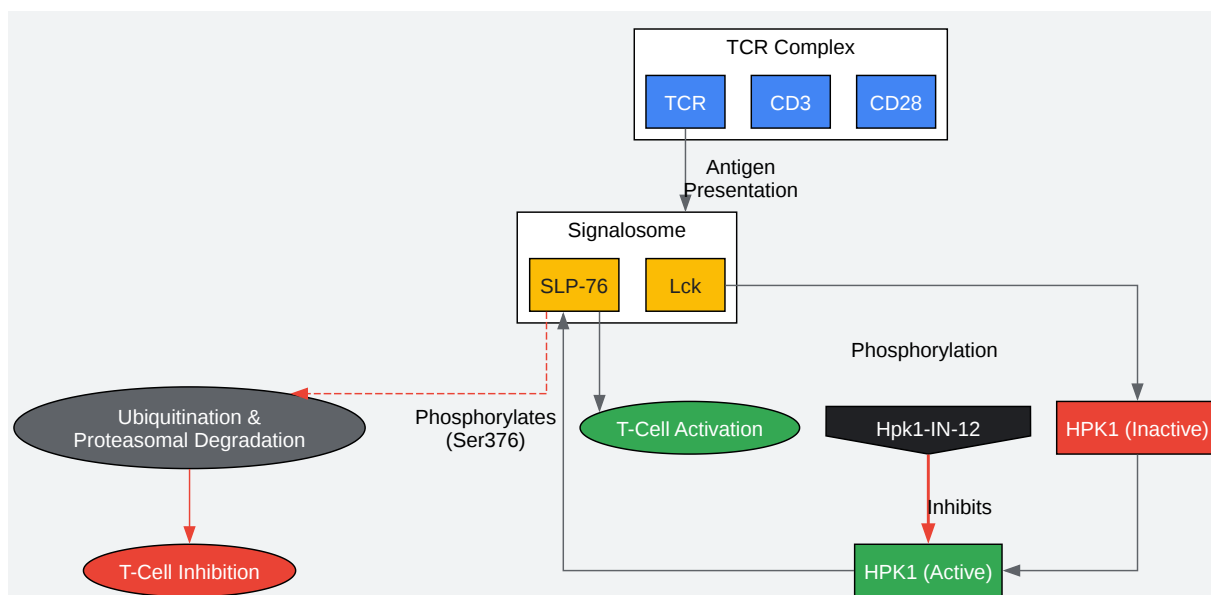 TCR Complex
TCR
CD3
CD28
Antigen
Presentation
Signalosome
SLP-76
Lck
Phosphorylation
Ubiquitination &
Proteasomal Degradation
Phosphorylates
(Ser376)
T-Cell Activation
Hpk1-IN-12
HPK1 (Inactive)
Inhibits
T-Cell Inhibition
HPK1 (Active)